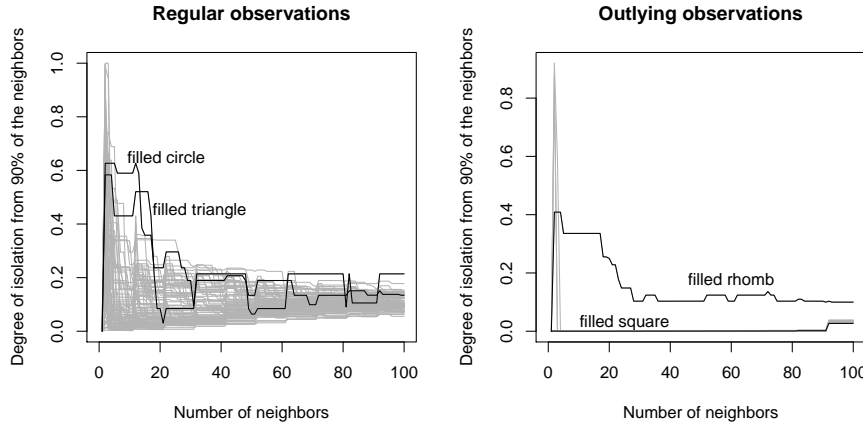 Regular observations
Degree of isolation from 90% of the neighbors
1.0
0.8
0.6
0.4
0.2
0.0
filled circle
filled triangle
0 20 40 60 80 100
Number of neighbors
Outlying observations
Degree of isolation from 90% of the neighbors
0.8
0.6
0.4
0.2
0.0
filled rhomb
filled square
0 20 40 60 80 100
Number of neighbors